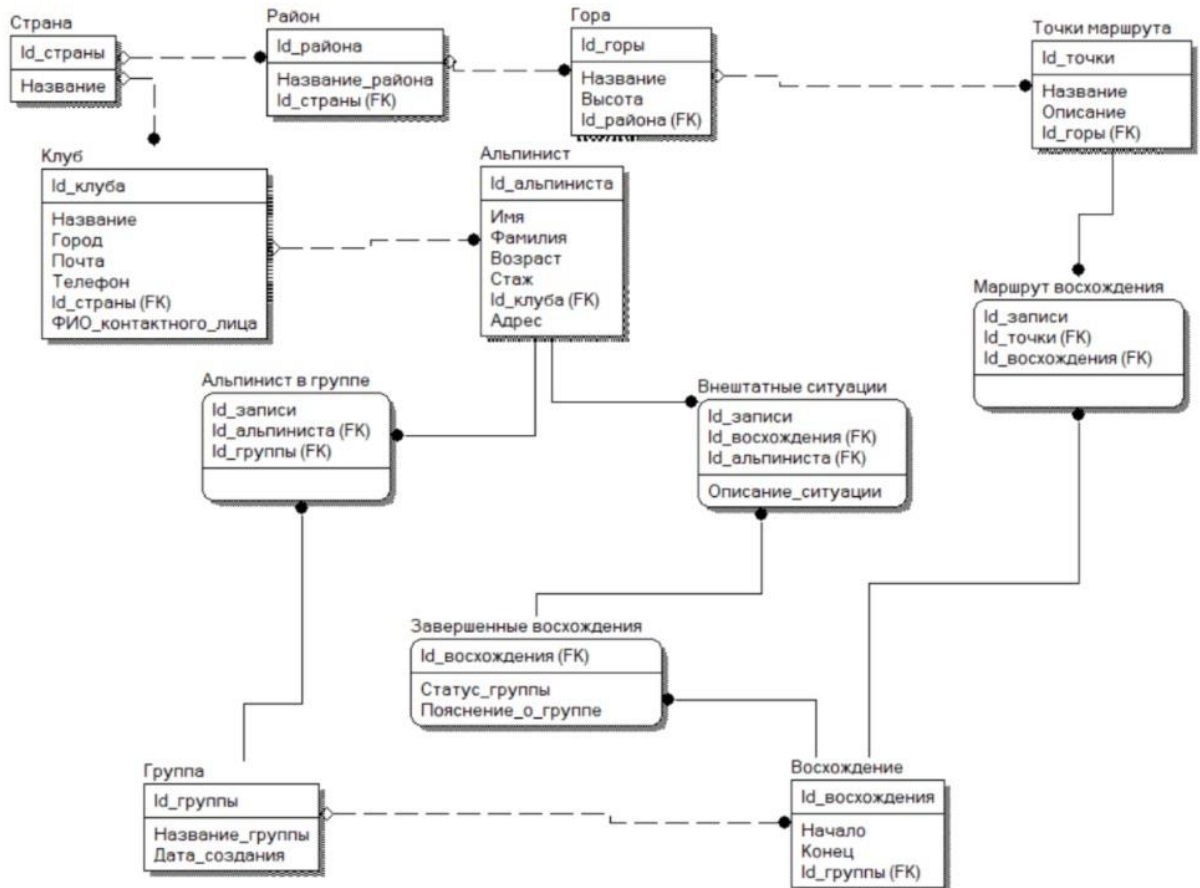 Страна
Id_страны
Название
Район
Id_района
Название_района
Id_страны (FK)
Гора
Id_горы
Название
Высота
Id_района (FK)
Точки маршрута
Id_точки
Название
Описание
Id_горы (FK)
Клуб
Id_клуба
Название
Город
Почта
Телефон
Id_страны (FK)
ФИО_контактного_лица
Альпинист
Id_альпиниста
Имя
Фамилия
Возраст
Стаж
Id_клуба (FK)
Адрес
Маршрут восхождения
Id_записи
Id_точки (FK)
Id_восхождения (FK)
Альпинист в группе
Id_записи
Id_альпиниста (FK)
Id_группы (FK)
Внештатные ситуации
Id_записи
Id_восхождения (FK)
Id_альпиниста (FK)
Описание_ситуации
Завершенные восхождения
Id_восхождения (FK)
Статус_группы
Пояснение_о_группе
Группа
Id_группы
Название_группы
Дата_создания
Восхождение
Id_восхождения
Начало
Конец
Id_группы (FK)